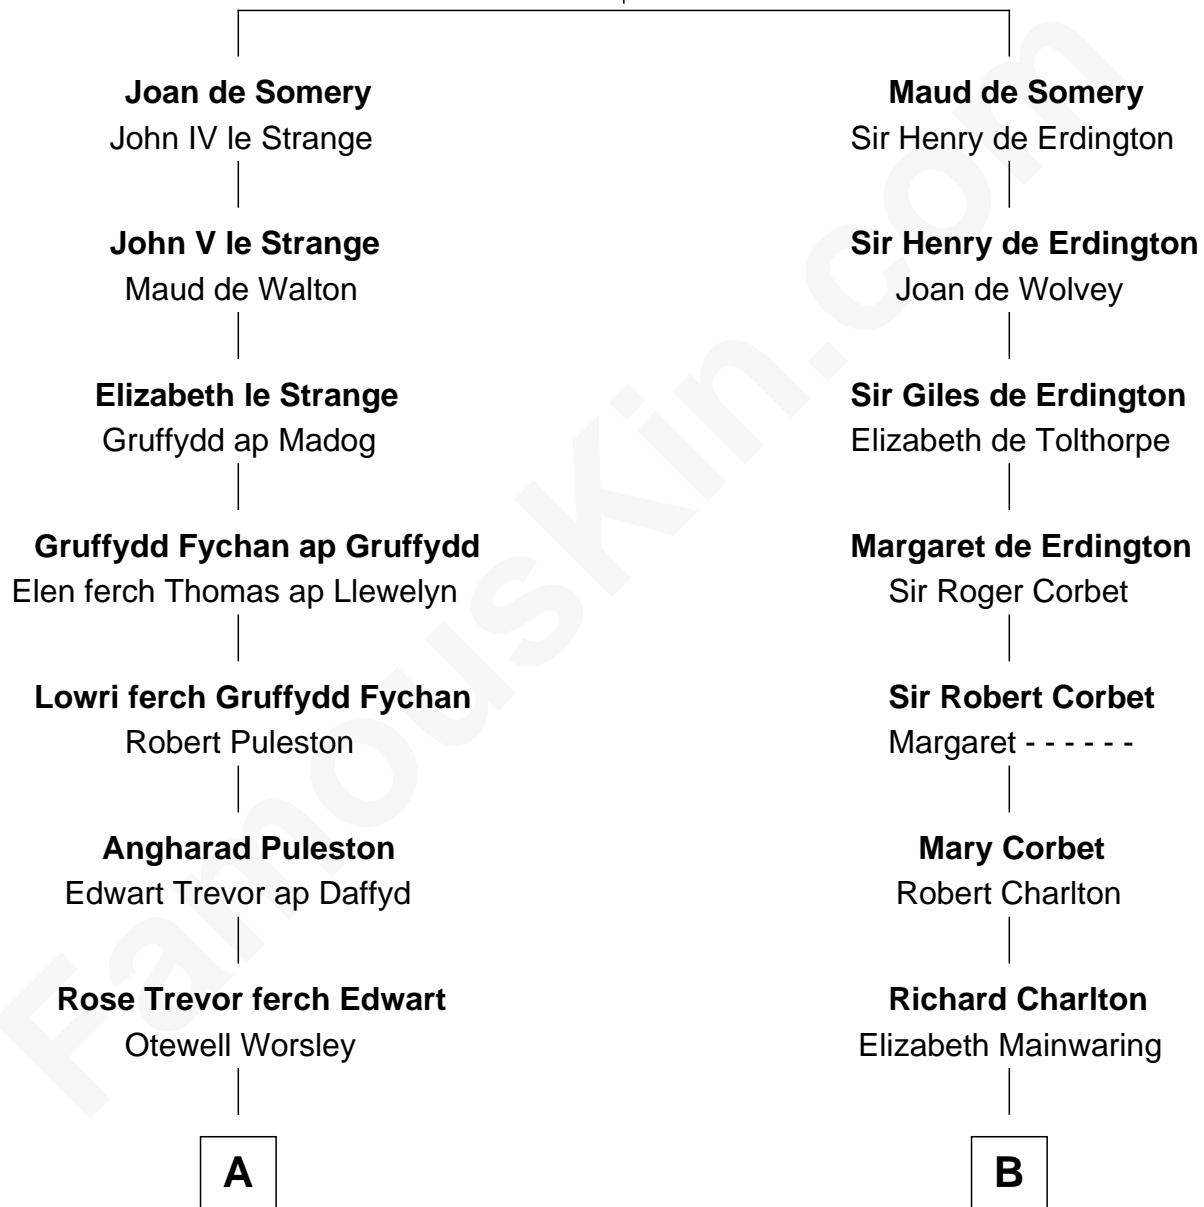 Joan de Somery
John IV le Strange
John V le Strange
Maud de Walton
Elizabeth le Strange
Gruffydd ap Madog
Gruffydd Fychan ap Gruffydd
Elen ferch Thomas ap Llewelyn
Lowri ferch Gruffydd Fychan
Robert Puleston
Angharad Puleston
Edwart Trevor ap Daffyd
Rose Trevor ferch Edwart
Otewell Worsley
A
Maud de Somery
Sir Henry de Erdington
Sir Henry de Erdington
Joan de Wolvey
Sir Giles de Erdington
Elizabeth de Tolthorpe
Margaret de Erdington
Sir Roger Corbet
Sir Robert Corbet
Margaret - - - - - -
Mary Corbet
Robert Charlton
Richard Charlton
Elizabeth Mainwaring
B
FamousKin.com